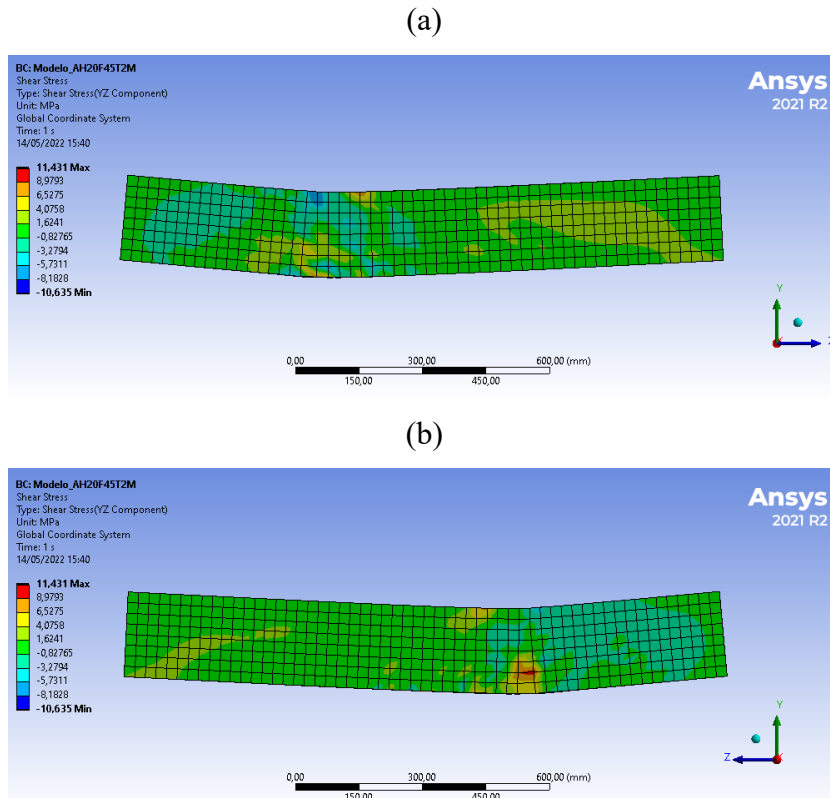 (a)
BC: Modelo_AH20F45T2M
Shear Stress
Type: Shear Stress(YZ Component)
Unit: MPa
Global Coordinate System
Time: 1 s
14/05/2022 15:40
11,431 Max
8,9793
6,5275
4,0758
1,6241
-0,82765
-3,2794
-5,7311
-8,1828
-10,635 Min
Ansys
2021 R2
Y
Z
0,00 300,00 600,00 (mm)
150,00 450,00
(b)
BC: Modelo_AH20F45T2M
Shear Stress
Type: Shear Stress(YZ Component)
Unit: MPa
Global Coordinate System
Time: 1 s
14/05/2022 15:40
11,431 Max
8,9793
6,5275
4,0758
1,6241
-0,82765
-3,2794
-5,7311
-8,1828
-10,635 Min
Ansys
2021 R2
Y
Z
0,00 300,00 600,00 (mm)
150,00 450,00